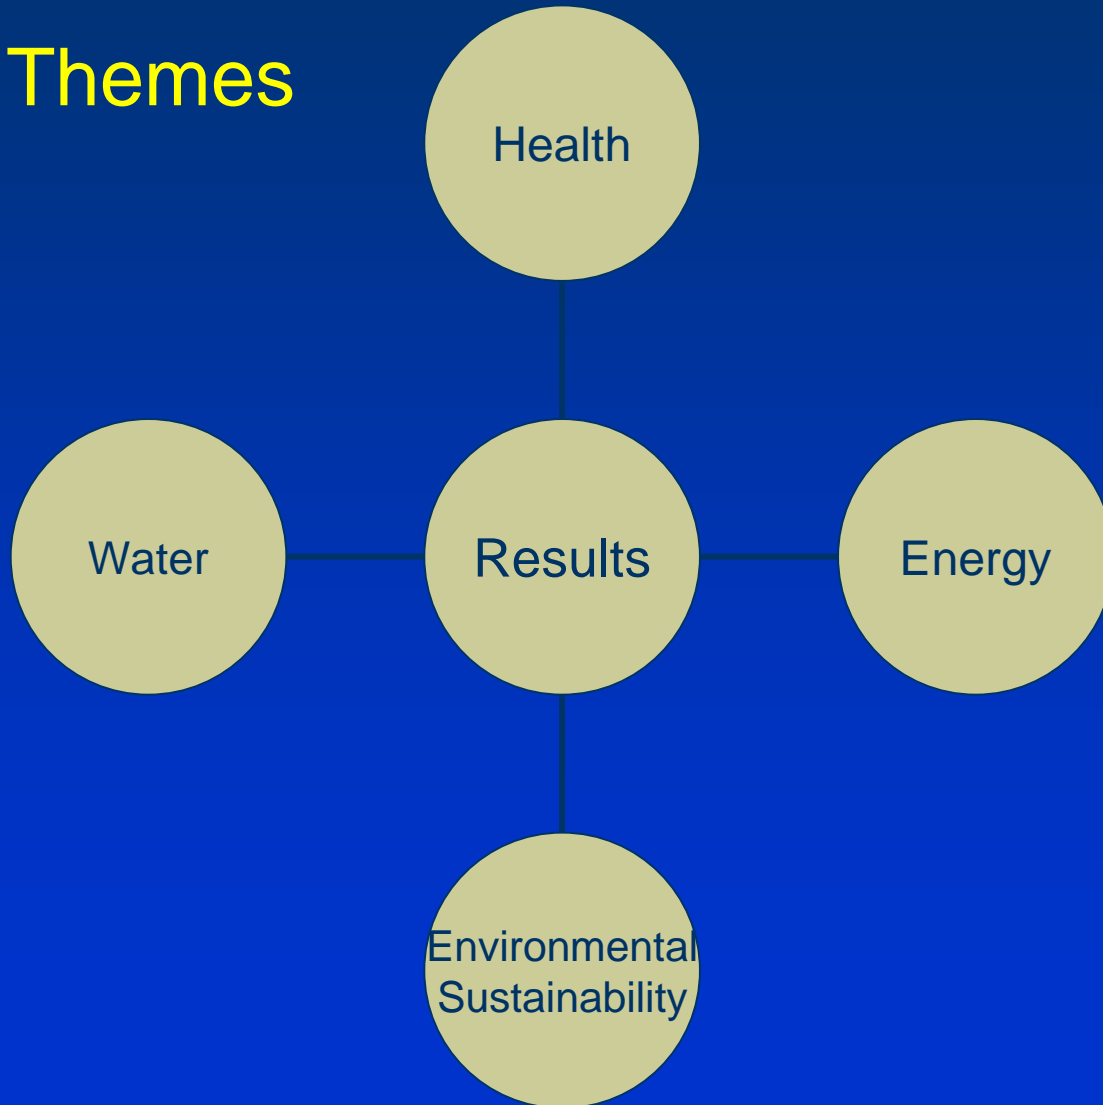 Themes
Health
Water
Results
Energy
Environmental
Sustainability